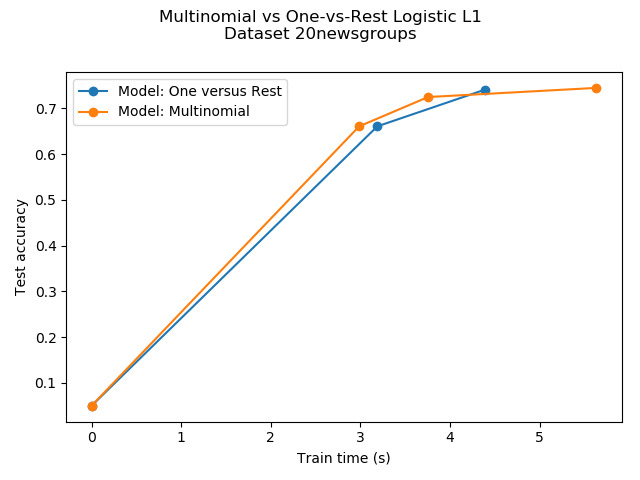 Multinomial vs One-vs-Rest Logistic L1
Dataset 20newsgroups
Model: One versus Rest
Model: Multinomial
Test accuracy
0.7
0.6
0.5
0.4
0.3
0.2
0.1
0 1 2 3 4 5
Train time (s)